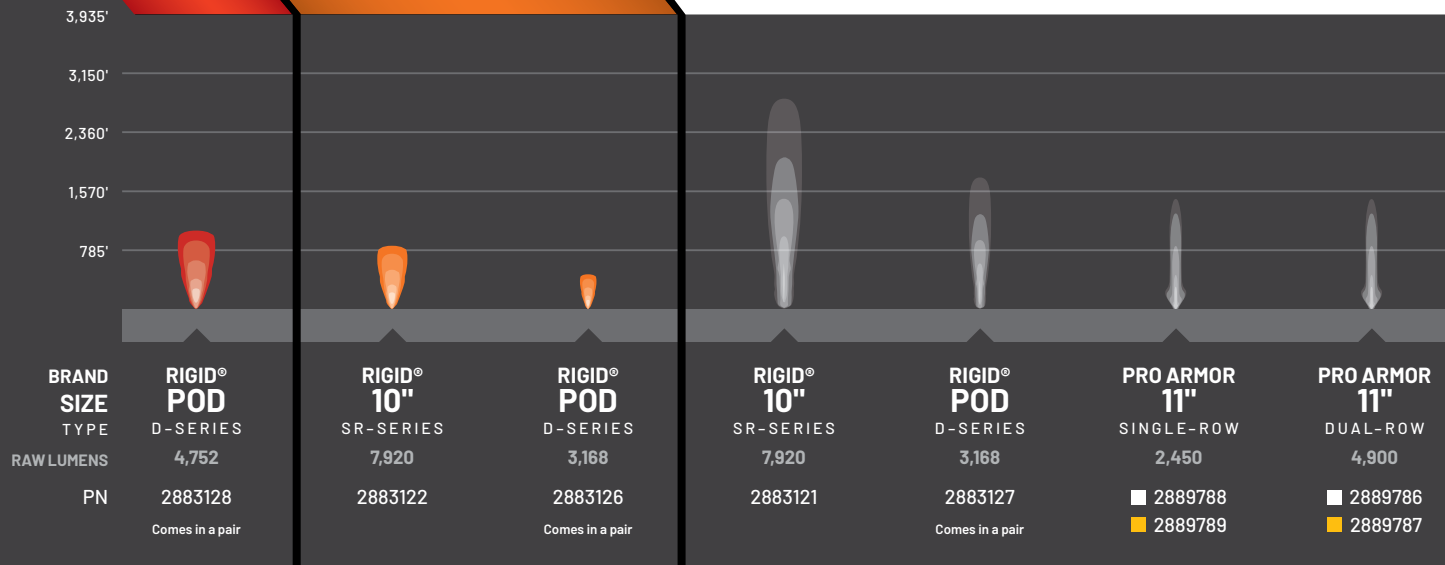 3,935'
3,150'
2,360'
1,570'
785'
BRAND RIGID® RIGID® RIGID® RIGID® RIGID® PRO ARMOR PRO ARMOR
SIZE POD 10" POD 10" POD 11" 11"
TYPE D-SERIES SR-SERIES D-SERIES SR-SERIES D-SERIES SINGLE-ROW DUAL-ROW
RAW LUMENS 4,752 7,920 3,168 7,920 3,168 2,450 4,900
PN 2883128 2883122 2883126 2883121 2883127 2889788 2889786
2889789 2889787
Comes in a pair Comes in a pair Comes in a pair